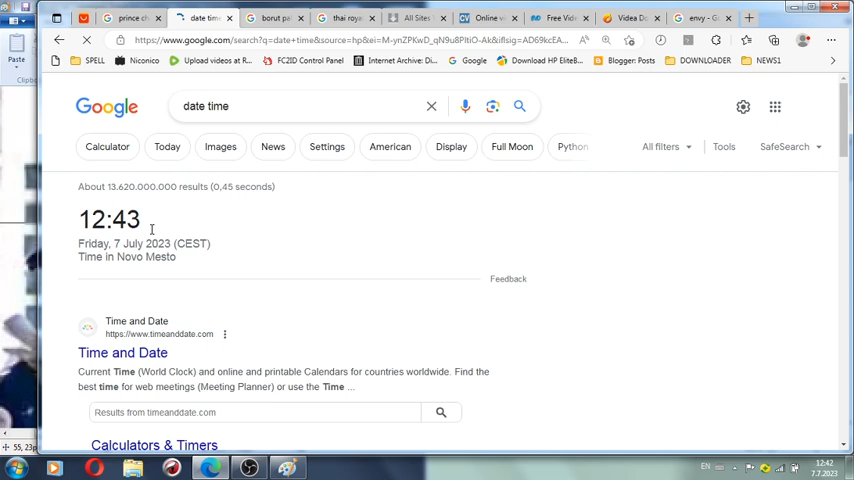 prince ch
date time
borut pa
thai roya
All Sites
Online vi
Free Vide
Videa Do
envy - Go
https://www.google.com/search?q=date+time&source=hp&ei=M-ynZPKwD_qN9u8PltiO-Ak&iflsig=AD69kcEA...
SPELL
Niconico
Upload videos at R...
FC2ID Control Panel
Internet Archive: Di...
Google
Download HP EliteB...
Blogger: Posts
DOWNLOADER
NEWS1
Paste
Clipb
Google
date time
Calculator
Today
Images
News
Settings
American
Display
Full Moon
Python
All filters
Tools
SafeSearch
About 13.620.000.000 results (0,45 seconds)
12:43
Friday, 7 July 2023 (CEST)
Time in Novo Mesto
Feedback
Time and Date
https://www.timeanddate.com
Time and Date
Current Time (World Clock) and online and printable Calendars for countries worldwide. Find the
best time for web meetings (Meeting Planner) or use the Time ...
Results from timeanddate.com
Calculators & Timers
55, 23p
EN
12:42
7.7.2023